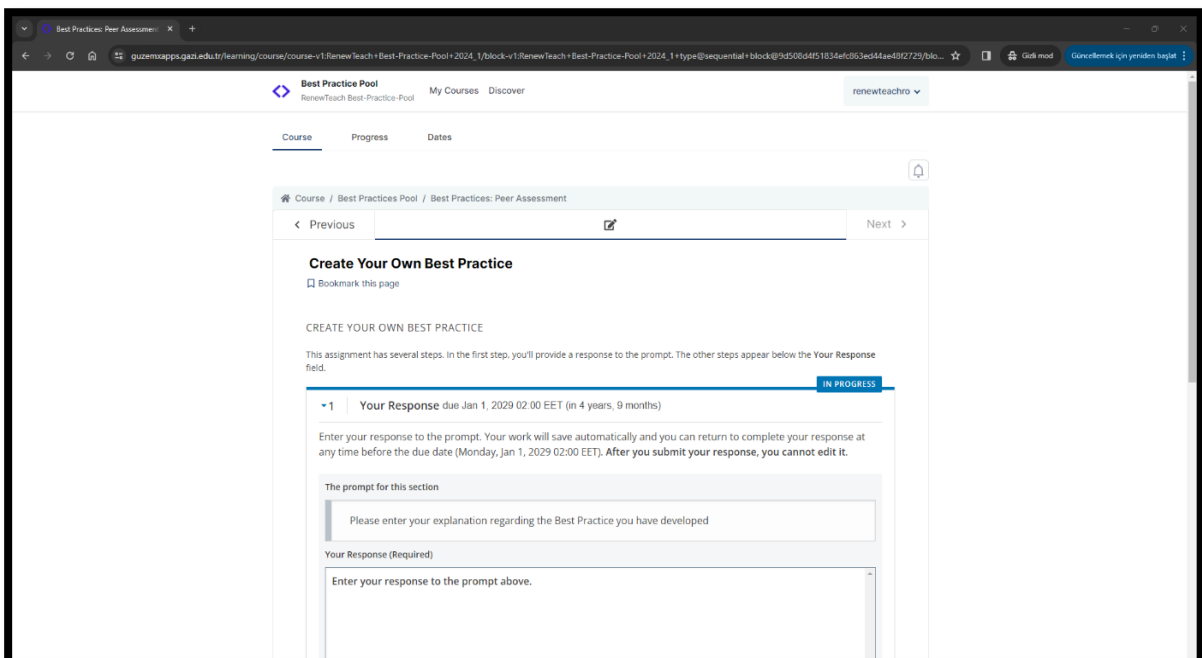 Best Practices: Peer Assessment
guzemxapps.gazi.edu.tr/learning/course/course-v1:RenewTeach+Best-Practice-Pool+2024_1/block-v1:RenewTeach+Best-Practice-Pool+2024_1+type@sequential+block@9d508d4f51834efc863ed44ae48f2729/blo...
Gizli mod
Güncellemek için yeniden başlat
Best Practice Pool
RenewTeach Best-Practice-Pool
My Courses Discover
renewteachro
Course Progress Dates
Course / Best Practices Pool / Best Practices: Peer Assessment
Previous
Next
Create Your Own Best Practice
Bookmark this page
CREATE YOUR OWN BEST PRACTICE
This assignment has several steps. In the first step, you'll provide a response to the prompt. The other steps appear below the Your Response
field.
IN PROGRESS
1 Your Response due Jan 1, 2029 02:00 EET (in 4 years, 9 months)
Enter your response to the prompt. Your work will save automatically and you can return to complete your response at
any time before the due date (Monday, Jan 1, 2029 02:00 EET). After you submit your response, you cannot edit it.
The prompt for this section
Please enter your explanation regarding the Best Practice you have developed
Your Response (Required)
Enter your response to the prompt above.